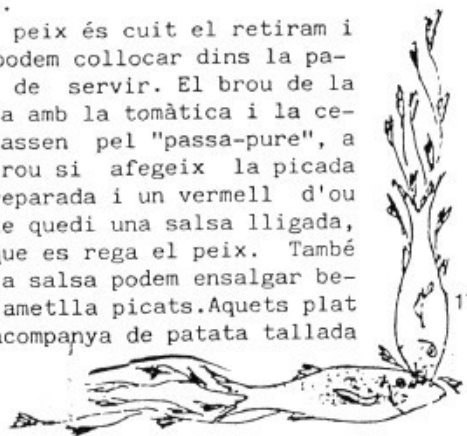 .
peix és cuit el retiram i
podem collocar dins la pa-
de servir. El brou de la
a amb la tomàtica i la ce-
assen pel "passa-pure", a
rou si afegeix la picada
reparada i un vermell d'ou
e quedi una salsa lligada,
que es rega el peix. També
a salsa podem ensalgar be-
ametlla picats.Aquets plat
acompanya de patata tallada